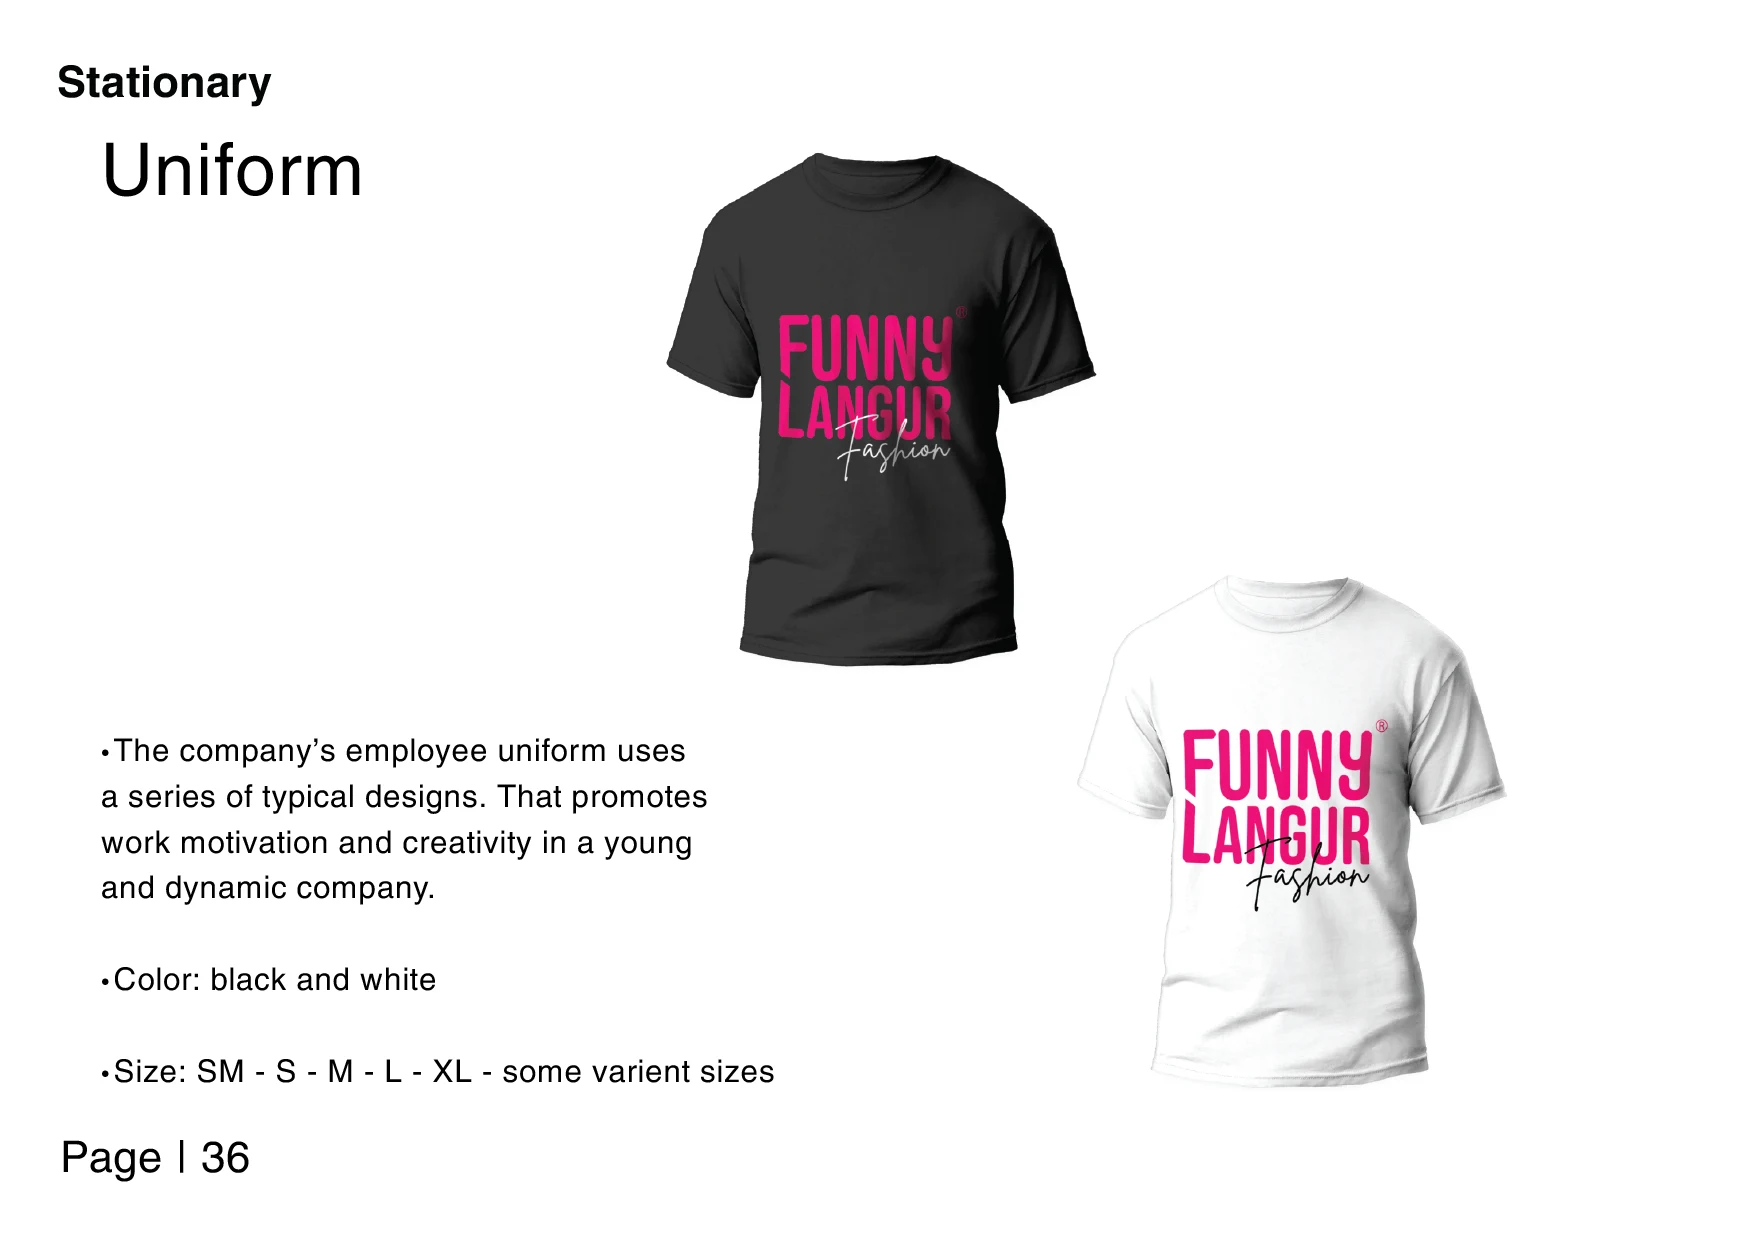 Stationary
Uniform
FUNNY®
LANGUR
Fashion
FUNNY®
LANGUR
Fashion
•The company’s employee uniform uses
a series of typical designs. That promotes
work motivation and creativity in a young
and dynamic company.
•Color: black and white
•Size: SM - S - M - L - XL - some varient sizes
Page | 36